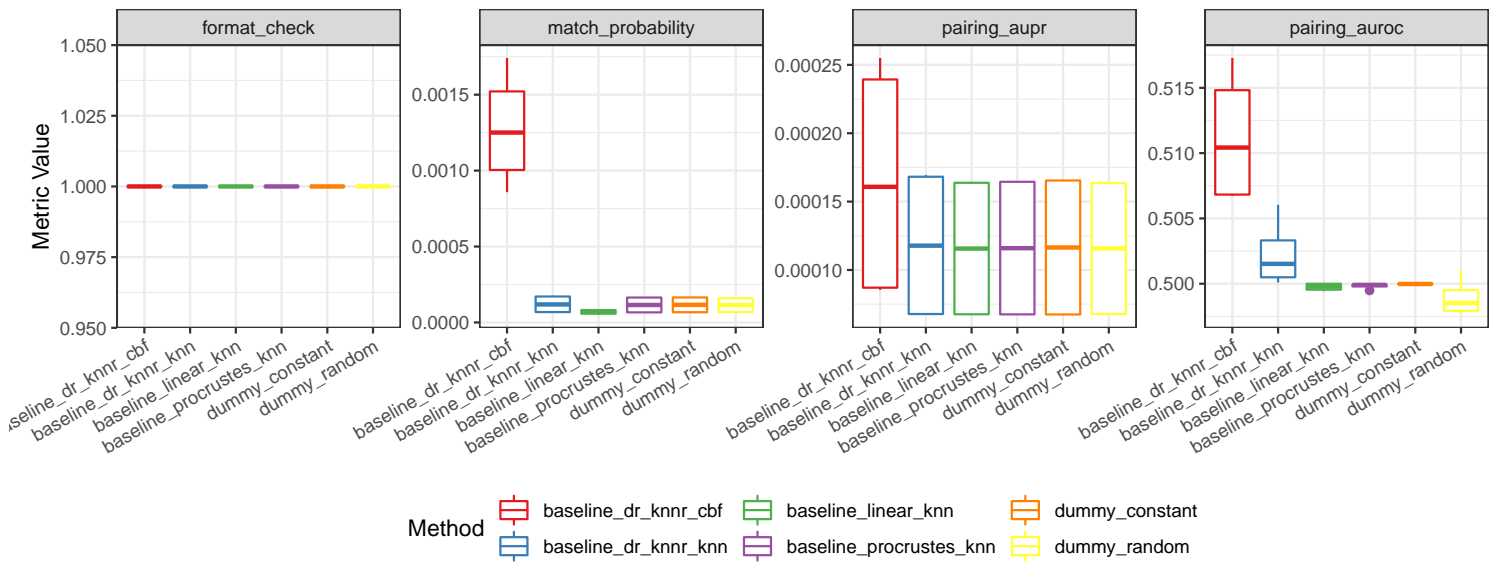 format_check
match_probability
pairing_aupr
pairing_auroc
Metric Value
1.050
1.025
1.000
0.975
0.950
0.0015
0.0010
0.0005
0.0000
0.00025
0.00020
0.00015
0.00010
0.515
0.510
0.505
0.500
aseline_dr_knnr_cbf
baseline_dr_knnr_knn
baseline_linear_knn
baseline_procrustes_knn
dummy_constant
dummy_random
baseline_dr_knnr_cbf
baseline_dr_knnr_knn
baseline_linear_knn
baseline_procrustes_knn
dummy_constant
dummy_random
baseline_dr_knnr_cbf
baseline_dr_knnr_knn
baseline_linear_knn
baseline_procrustes_knn
dummy_constant
dummy_random
baseline_dr_knnr_cbf
baseline_dr_knnr_knn
baseline_linear_knn
baseline_procrustes_knn
dummy_constant
dummy_random
Method
baseline_dr_knnr_cbf
baseline_linear_knn
dummy_constant
baseline_dr_knnr_knn
baseline_procrustes_knn
dummy_random